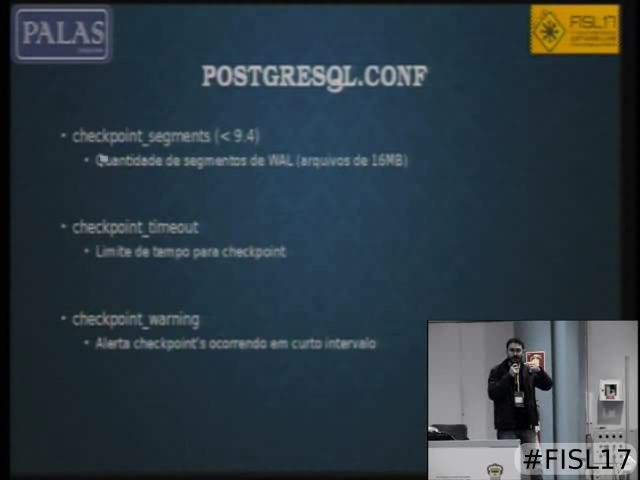 PALAS
FISL17
POSTGRESQL.CONF
• checkpoint_segments (< 9.4)
• Quantidade de segmentos de WAL (arquivos de 16MB)
• checkpoint_timeout
• Limite de tempo para checkpoint
• checkpoint_warning
• Alerta checkpoint's ocorrendo em curto intervalo
#FISL17